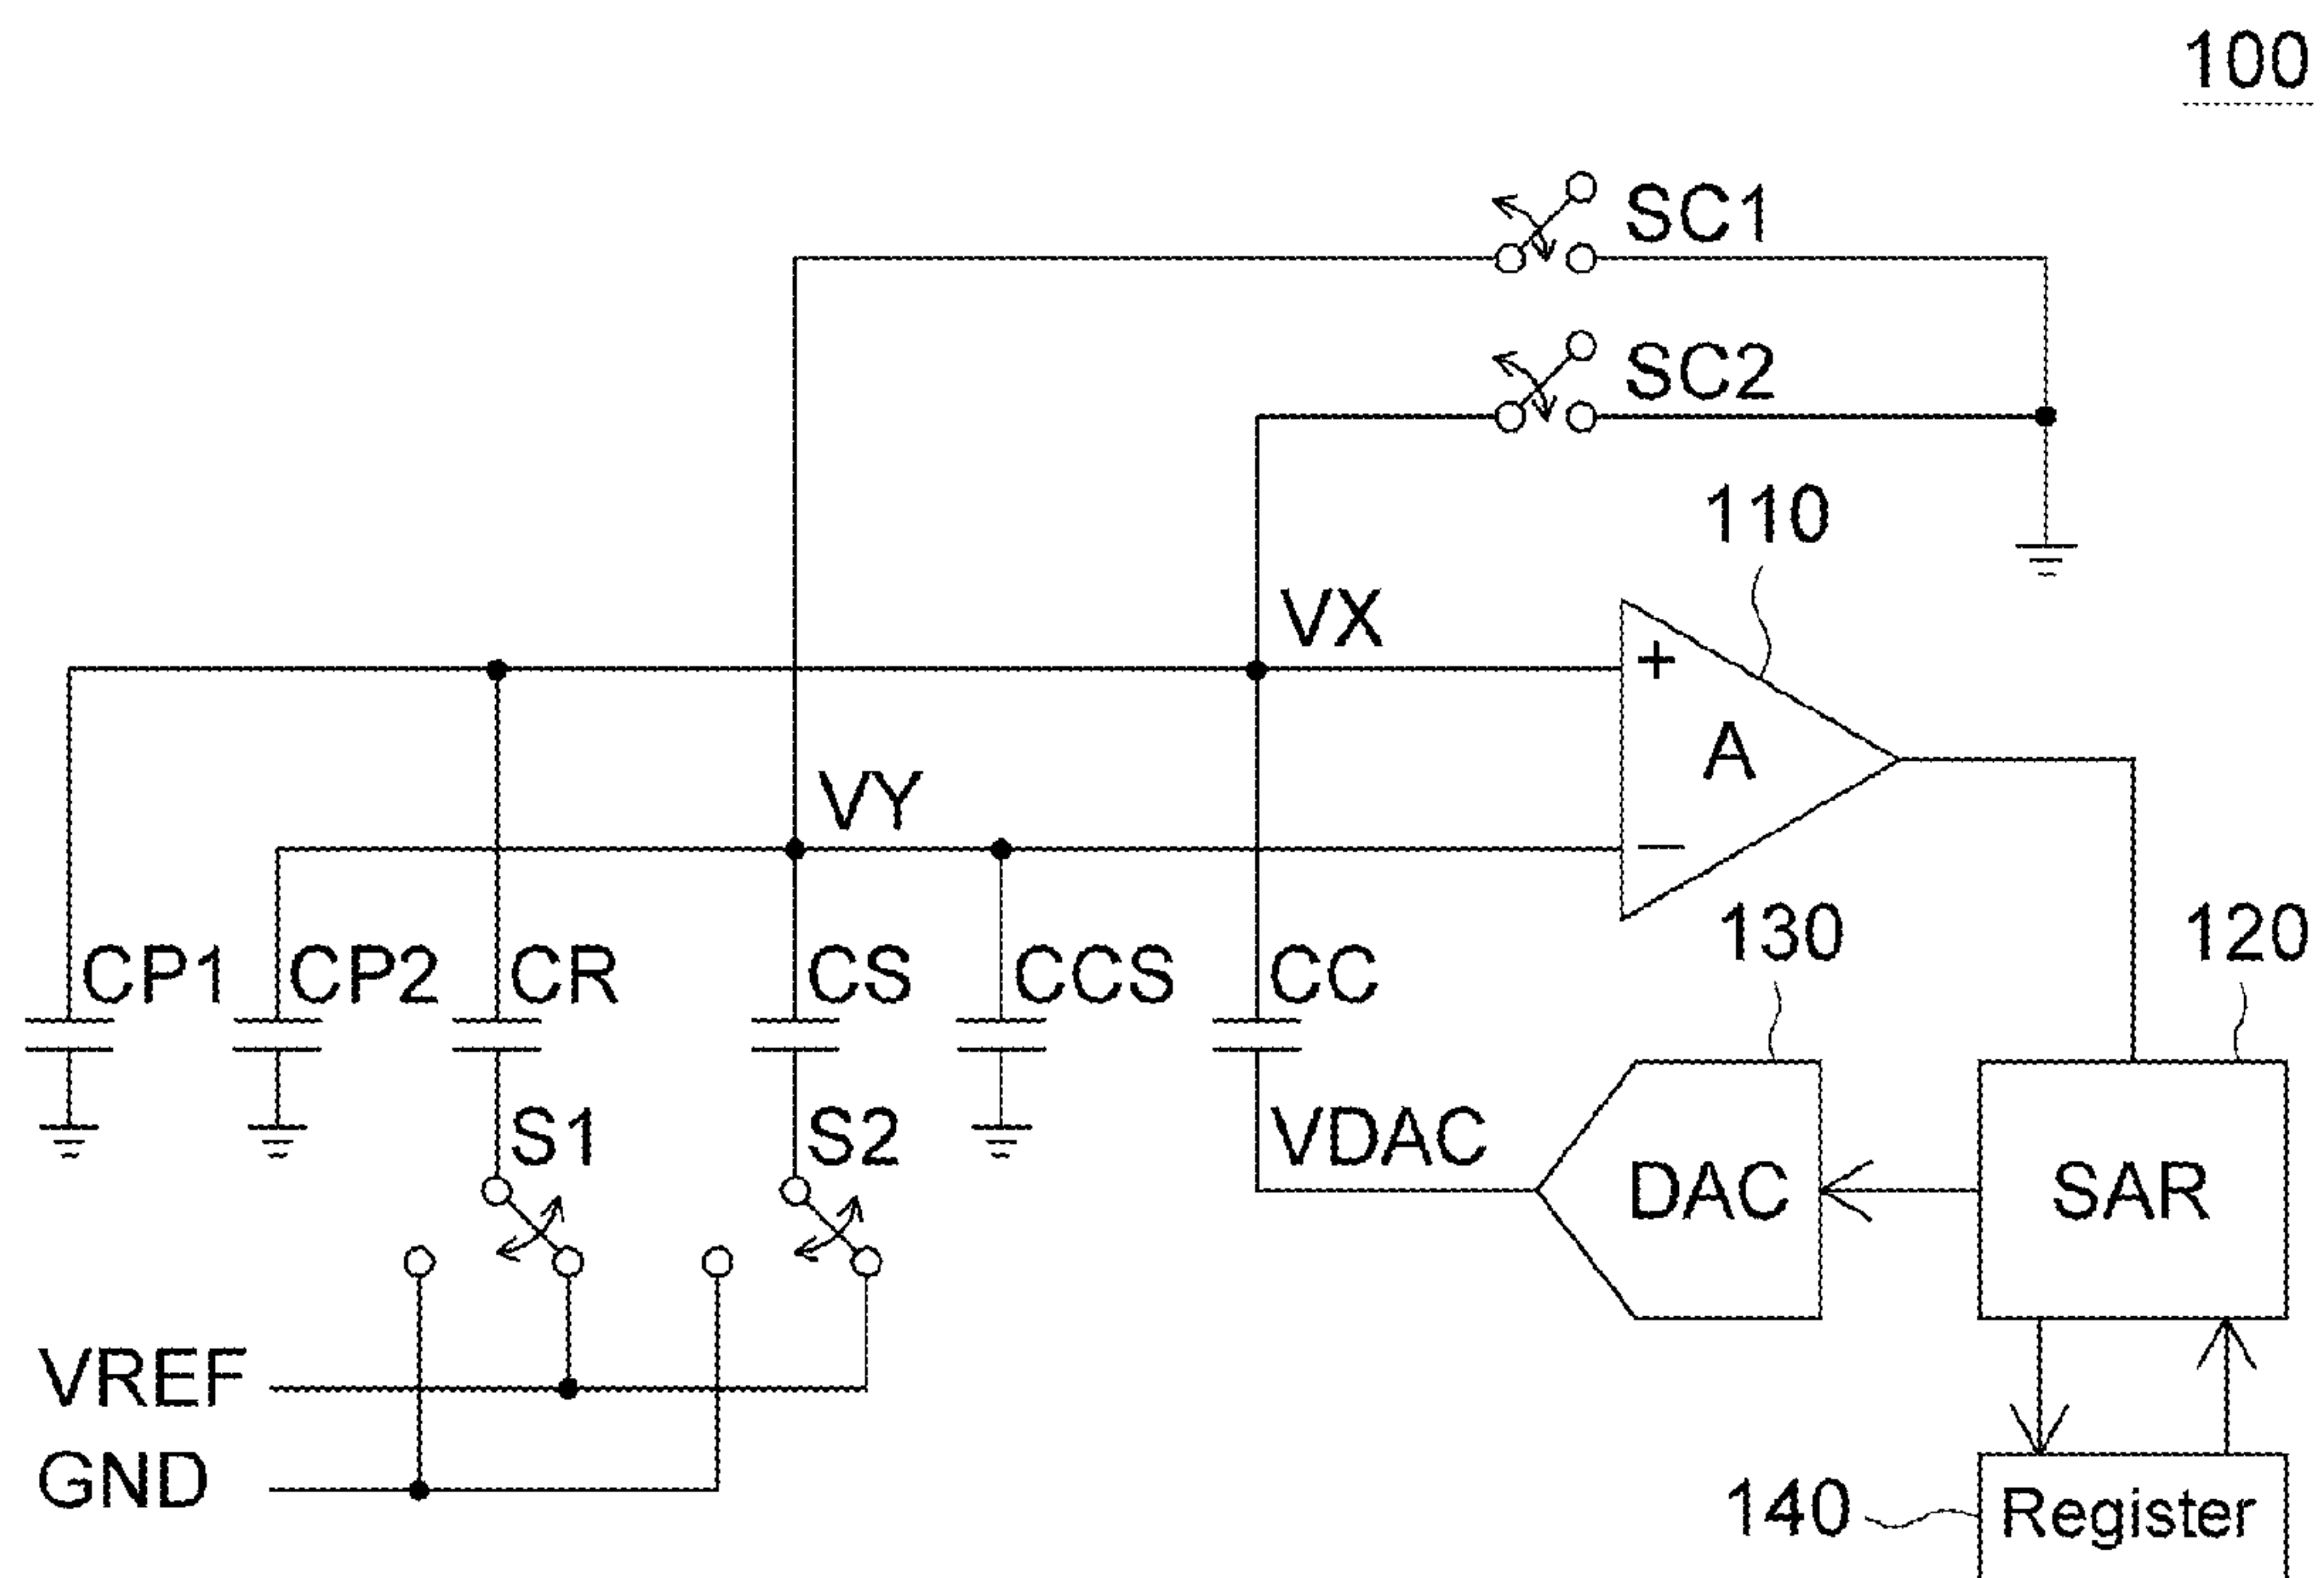 100
SC1
SC2
110
VX
+
A
VY
−
130
120
CP1
CP2
CR
CS
CCS
CC
S1
S2
VDAC
DAC
SAR
VREF
GND
140
Register